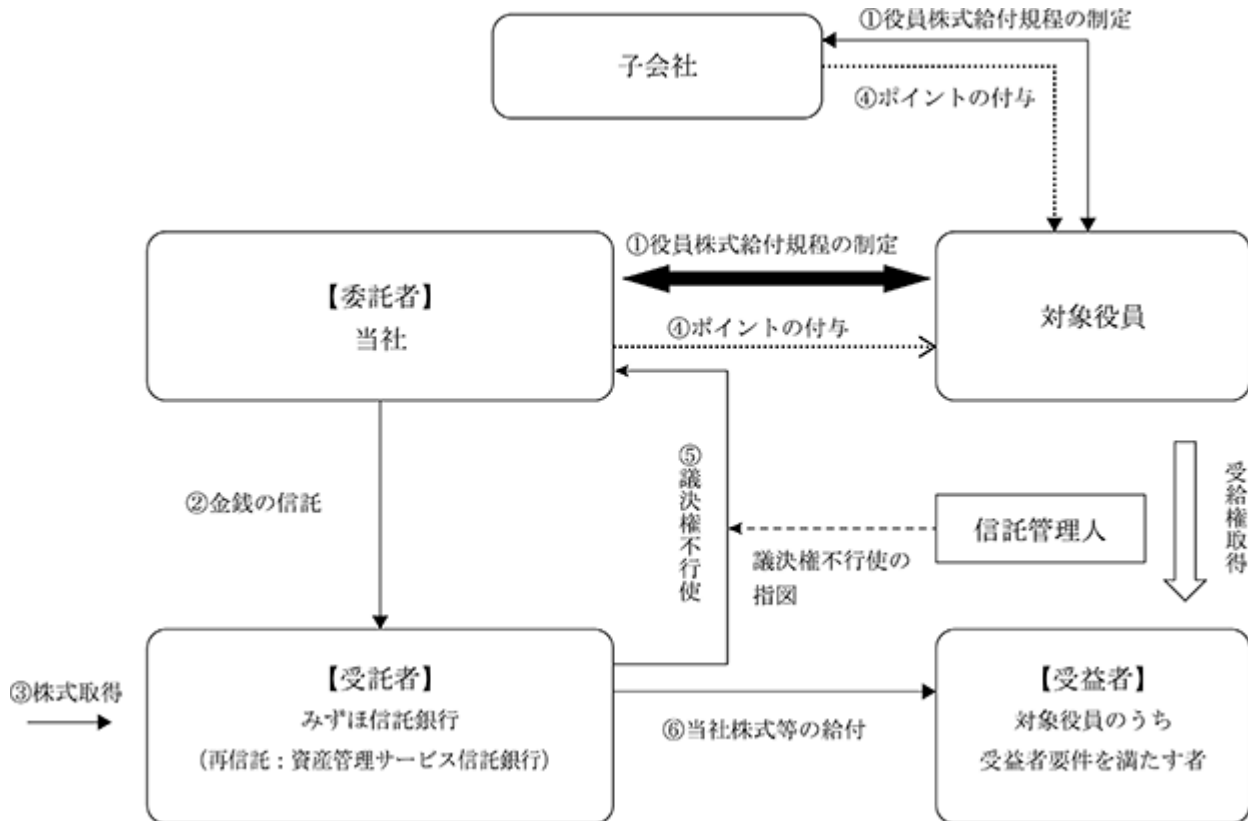 ①役員株式給付規程の制定
子会社
④ポイントの付与
①役員株式給付規程の制定
【委託者】
当社
対象役員
④ポイントの付与
②金銭の信託
⑤議決権不行使
信託管理人
受給権取得
議決権不行使の
指図
【受託者】
みずほ信託銀行
(再信託:資産管理サービス信託銀行)
③株式取得
⑥当社株式等の給付
【受益者】
対象役員のうち
受益者要件を満たす者